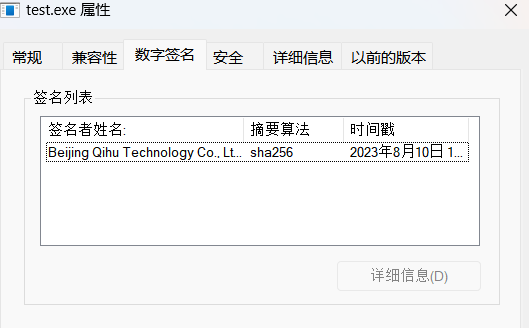 test.exe 属性
常规 兼容性 数字签名 安全 详细信息 以前的版本
签名列表
签名者姓名: 摘要算法 时间戳
Beijing Qihu Technology Co., Lt... sha256 2023年8月10日 1...
详细信息(D)